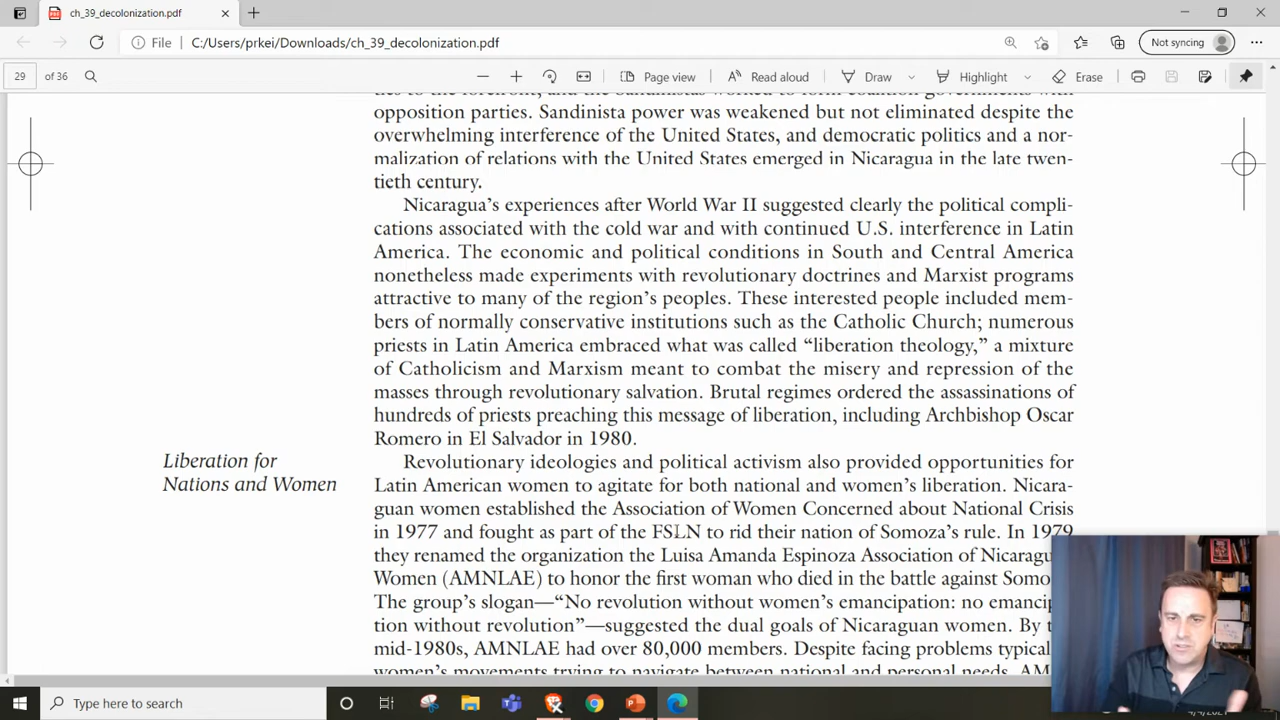 ch_39_decolonization.pdf
File C:/Users/prkei/Downloads/ch_39_decolonization.pdf
Not syncing
29 of 36
Page view
Read aloud
Draw
Highlight
Erase
opposition parties. Sandinista power was weakened but not eliminated despite the
overwhelming interference of the United States, and democratic politics and a nor-
malization of relations with the United States emerged in Nicaragua in the late twen-
tieth century.
Nicaragua's experiences after World War II suggested clearly the political compli-
cations associated with the cold war and with continued U.S. interference in Latin
America. The economic and political conditions in South and Central America
nonetheless made experiments with revolutionary doctrines and Marxist programs
attractive to many of the region's peoples. These interested people included mem-
bers of normally conservative institutions such as the Catholic Church; numerous
priests in Latin America embraced what was called “liberation theology,” a mixture
of Catholicism and Marxism meant to combat the misery and repression of the
masses through revolutionary salvation. Brutal regimes ordered the assassinations of
hundreds of priests preaching this message of liberation, including Archbishop Oscar
Romero in El Salvador in 1980.
Liberation for
Nations and Women
Revolutionary ideologies and political activism also provided opportunities for
Latin American women to agitate for both national and women's liberation. Nicara-
guan women established the Association of Women Concerned about National Crisis
in 1977 and fought as part of the FSLN to rid their nation of Somoza's rule. In 1979
they renamed the organization the Luisa Amanda Espinoza Association of
Women (AMNLAE) to honor the first woman who died in the battle against
The group's slogan—“No revolution without women's emancipation: no
tion without revolution”—suggested the dual goals of Nicaraguan women. By
mid-1980s, AMNLAE had over 80,000 members. Despite facing problems
women's movements trying to navigate between national and personal needs,
Type here to search